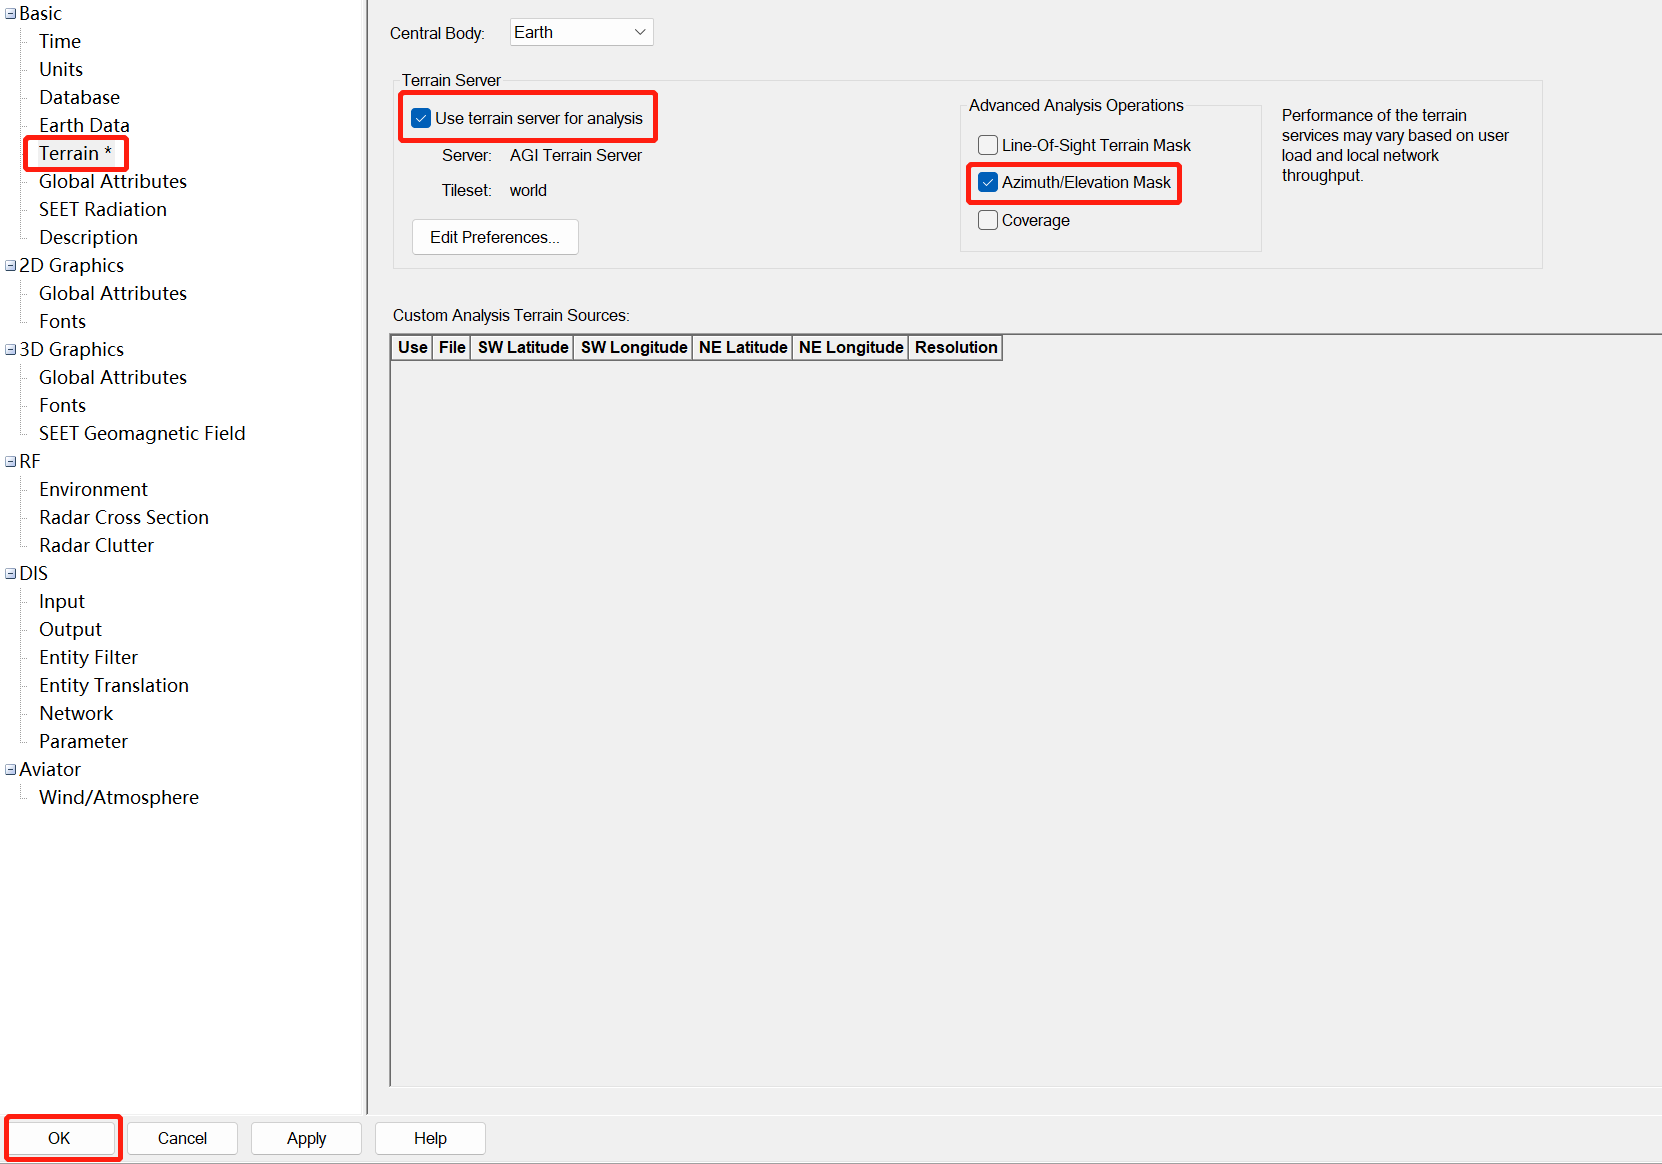 Basic
Time
Units
Database
Earth Data
Terrain *
Global Attributes
SEET Radiation
Description
2D Graphics
Global Attributes
Fonts
3D Graphics
Global Attributes
Fonts
SEET Geomagnetic Field
RF
Environment
Radar Cross Section
Radar Clutter
DIS
Input
Output
Entity Filter
Entity Translation
Network
Parameter
Aviator
Wind/Atmosphere
Central Body: Earth
Terrain Server
Use terrain server for analysis
Server: AGI Terrain Server
Tileset: world
Edit Preferences...
Advanced Analysis Operations
Line-Of-Sight Terrain Mask
Azimuth/Elevation Mask
Coverage
Performance of the terrain
services may vary based on user
load and local network
throughput.
Custom Analysis Terrain Sources:
Use File SW Latitude SW Longitude NE Latitude NE Longitude Resolution
OK Cancel Apply Help